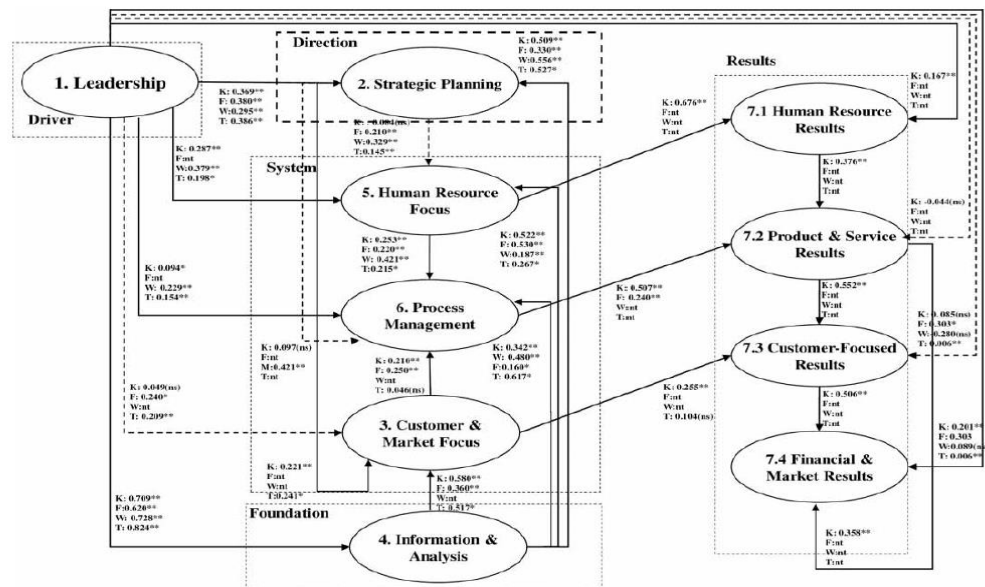 Direction
K: 0.509**
F: 0.330**
W:0.556**
T: 0.527*
1. Leadership
Driver
2. Strategic Planning
K: 0.369**
F: 0.380**
W:0.295**
T: 0.386**
Results
K: 0.676**
F:nt
W:nt
T:nt
K: 0.167**
F:nt
W:nt
T:nt
7.1 Human Resource
Results
F: 0.210**
W:0.329**
T:0.145**
K: 0.287**
F:nt
W:0.379**
T: 0.198*
System
5. Human Resource
Focus
K: 0.376**
F:nt
W:nt
T:nt
K: -0.044(ns)
F:nt
W:nt
T:nt
K: 0.253**
F: 0.220**
W: 0.421**
T:0.215*
K: 0.522**
F: 0.530**
W:0.187**
T: 0.267*
7.2 Product & Service
Results
K: 0.094*
F:nt
W: 0.229**
T: 0.154**
6. Process
Management
K: 0.507**
F: 0.240**
W:nt
T:nt
K: 0.552**
F:nt
W:nt
T:nt
K: 0.085(ns)
F: 0.303*
W:-0.280(ns)
T: 0.006**
K: 0.097(ns)
F:nt
M:0.421**
T:nt
K: 0.216**
F: 0.250**
W:nt
T: 0.046(ns)
K: 0.342**
W: 0.480**
F:0.160*
T: 0.617*
7.3 Customer-Focused
Results
K: 0.049(ns)
F: 0.240*
W:nt
T: 0.209**
3. Customer &
Market Focus
K: 0.255**
F:nt
W:nt
T: 0.104(ns)
K: 0.506**
F:nt
W:nt
T:nt
K: 0.201**
F: 0.303
W:0.089(ns
T: 0.006**
7.4 Financial &
Market Results
K: 0.221**
F:nt
W:nt
T:0.241*
K: 0.580**
F: 0.360**
W:nt
T: 0.517*
K: 0.709**
F:0.620**
W: 0.728**
T: 0.824**
Foundation
4. Information &
Analysis
K: 0.358**
F:nt
W:nt
T:nt